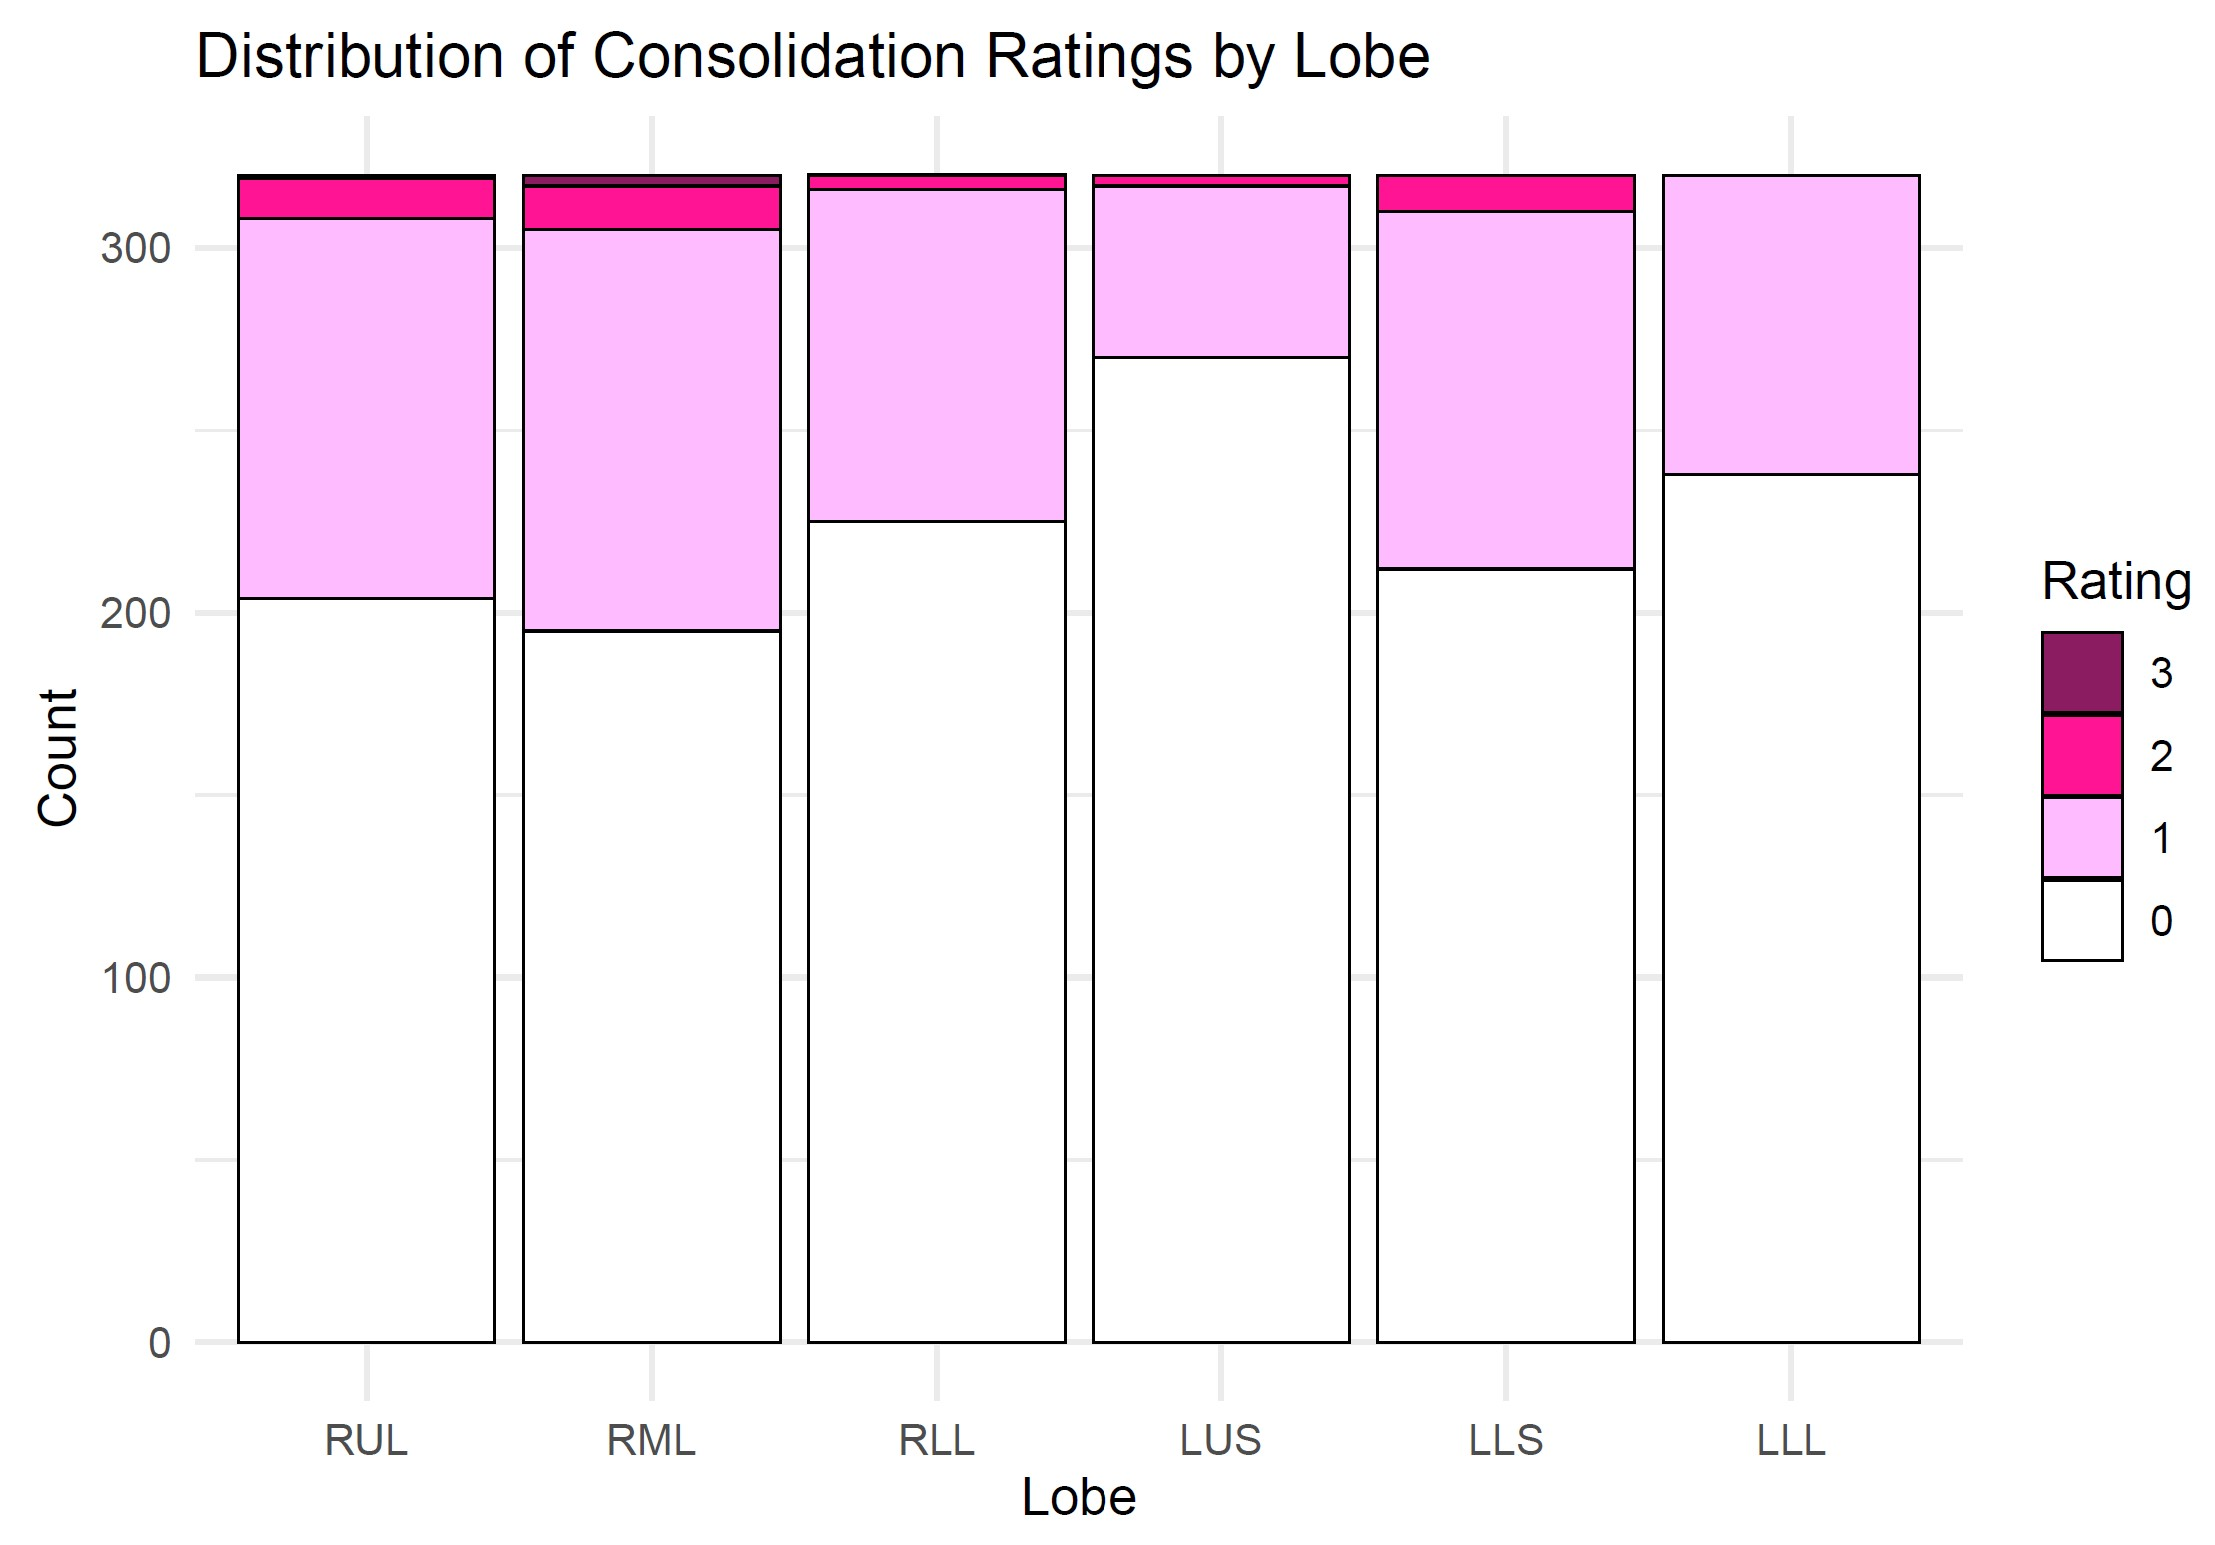 Distribution of Consolidation Ratings by Lobe
300
200
100
0
Count
RUL RML RLL LUS LLS LLL
Lobe
Rating
3
2
1
0